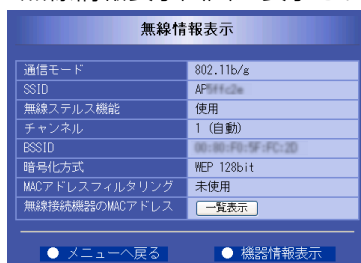 無線情報表示
通信モード 802.11b/g
SSID AP
無線ステルス機能 使用
チャンネル 1 (自動)
BSSID
暗号化方式 WEP 128bit
MACアドレスフィルタリング 未使用
無線接続機器のMACアドレス 一覧表示
● メニューへ戻る ● 機器情報表示